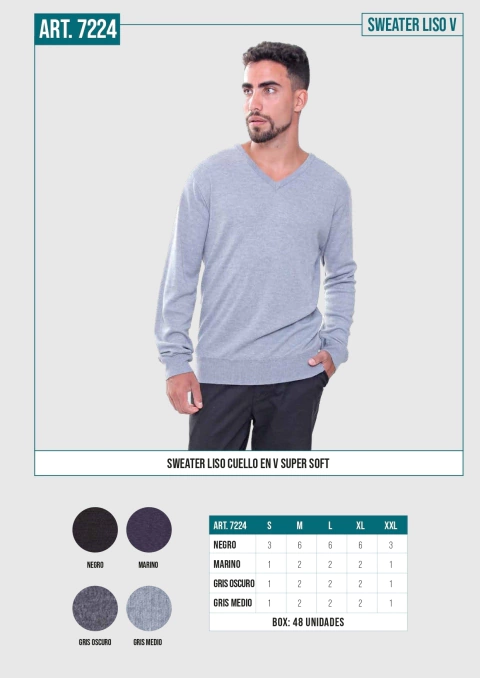 ART. 7224
SWEATER LISO V
SWEATER LISO CUELLO EN V SUPER SOFT
NEGRO
MARINO
GRIS OSCURO
GRIS MEDIO
ART. 7224 S M L XL XXL
NEGRO 3 6 6 6 3
MARINO 1 2 2 2 1
GRIS OSCURO 1 2 2 2 1
GRIS MEDIO 1 2 2 2 1
BOX: 48 UNIDADES